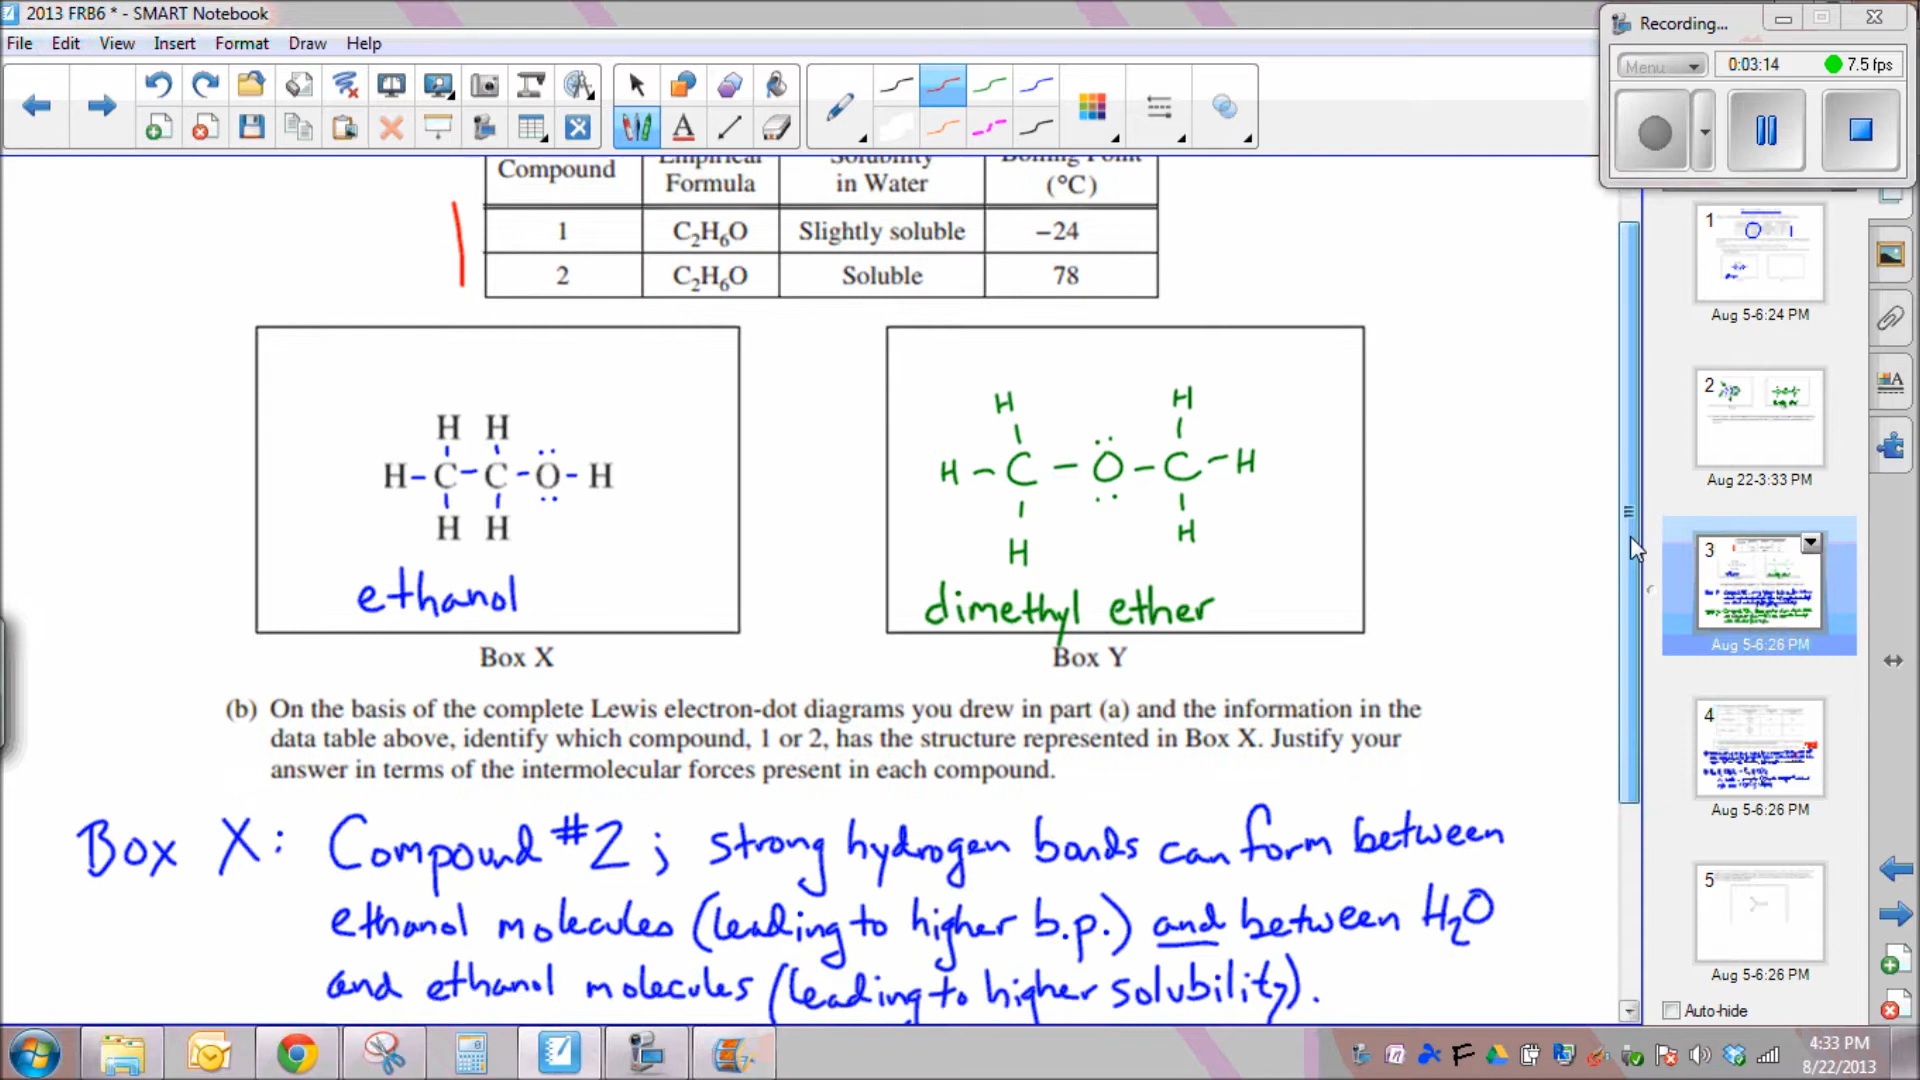 2013 FRB6 * - SMART Notebook
File Edit View Insert Format Draw Help
Recording...
Menu 0:03:14 7.5 fps
Compound Empirical Formula Solubility in Water Boiling Point (°C)
1 C₂H₆O Slightly soluble −24
2 C₂H₆O Soluble 78
H H
H-C-C-O-H
H H
ethanol
Box X
H H
H-C-O-C-H
H H
dimethyl ether
Box Y
(b) On the basis of the complete Lewis electron-dot diagrams you drew in part (a) and the information in the
data table above, identify which compound, 1 or 2, has the structure represented in Box X. Justify your
answer in terms of the intermolecular forces present in each compound.
Box X: Compound #2; strong hydrogen bonds can form between
ethanol molecules (leading to higher b.p.) and between H₂O
and ethanol molecules (leading to higher solubility).
1
Aug 5-6:24 PM
2
Aug 22-3:33 PM
3
Aug 5-6:26 PM
4
Aug 5-6:26 PM
5
Aug 5-6:26 PM
Auto-hide
4:33 PM
8/22/2013